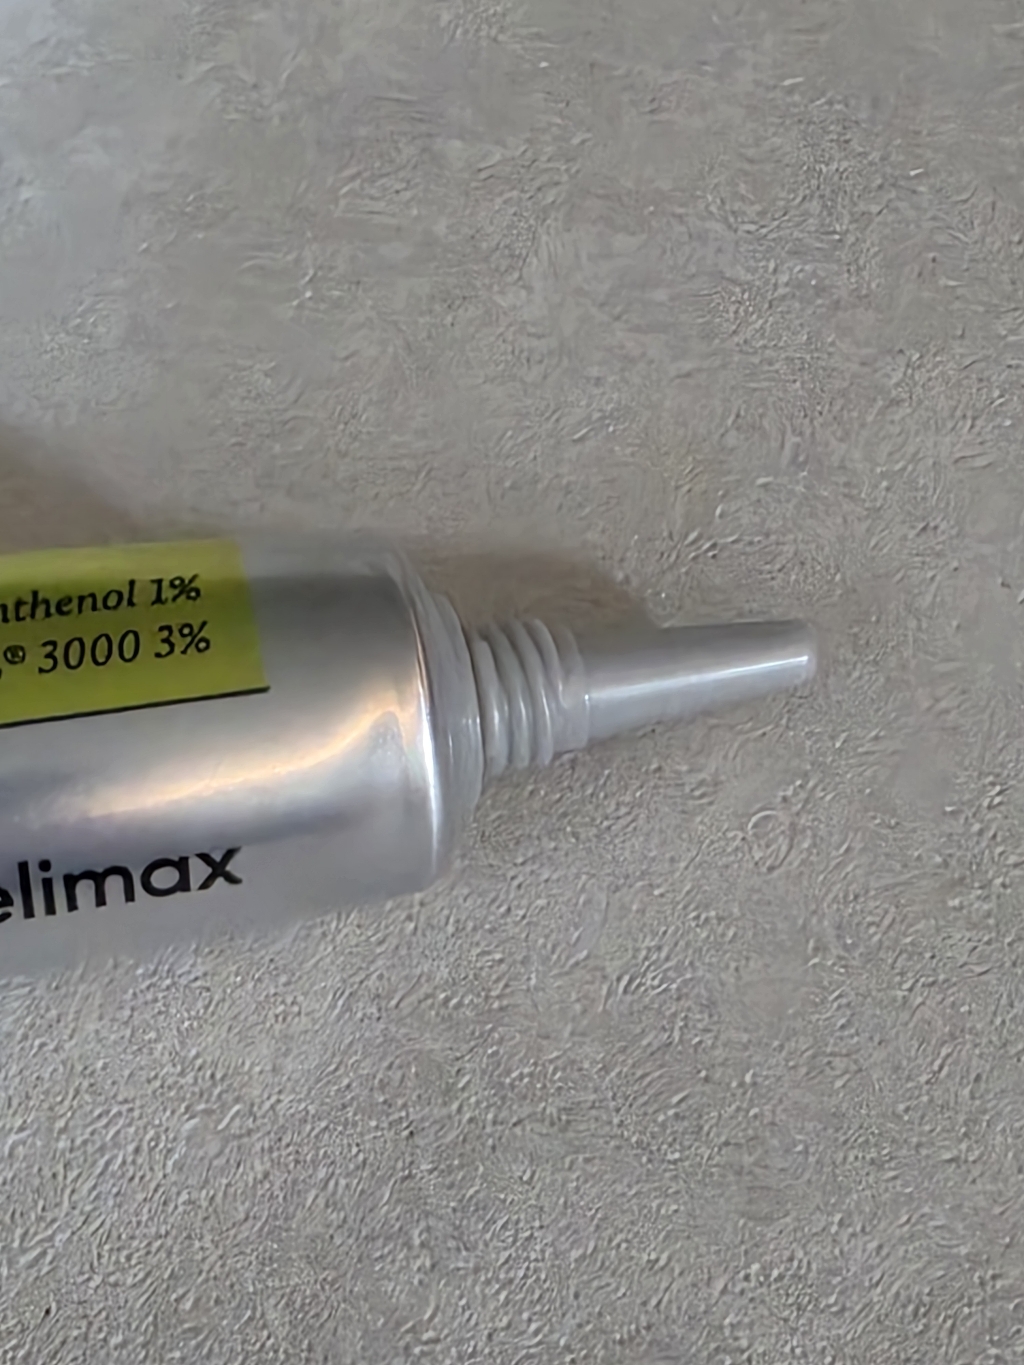 nthenol 1%
® 3000 3%
elimax